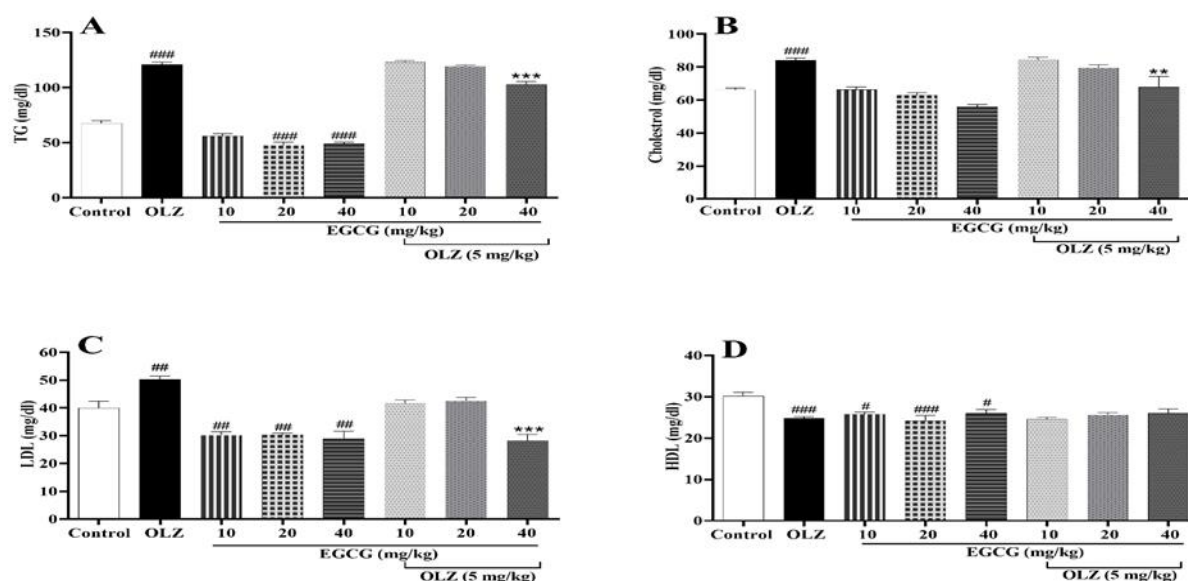 A
150
100
50
0
TG (mg/dl)
###
###
###
***
Control OLZ 10 20 40 10 20 40
EGCG (mg/kg)
OLZ (5 mg/kg)
B
100
80
60
40
20
0
Cholestrol (mg/dl)
###
**
Control OLZ 10 20 40 10 20 40
EGCG (mg/kg)
OLZ (5 mg/kg)
C
60
50
40
30
20
10
0
LDL (mg/dl)
##
##
##
##
***
Control OLZ 10 20 40 10 20 40
EGCG (mg/kg)
OLZ (5 mg/kg)
D
40
30
20
10
0
HDL (mg/dl)
###
#
###
#
Control OLZ 10 20 40 10 20 40
EGCG (mg/kg)
OLZ (5 mg/kg)